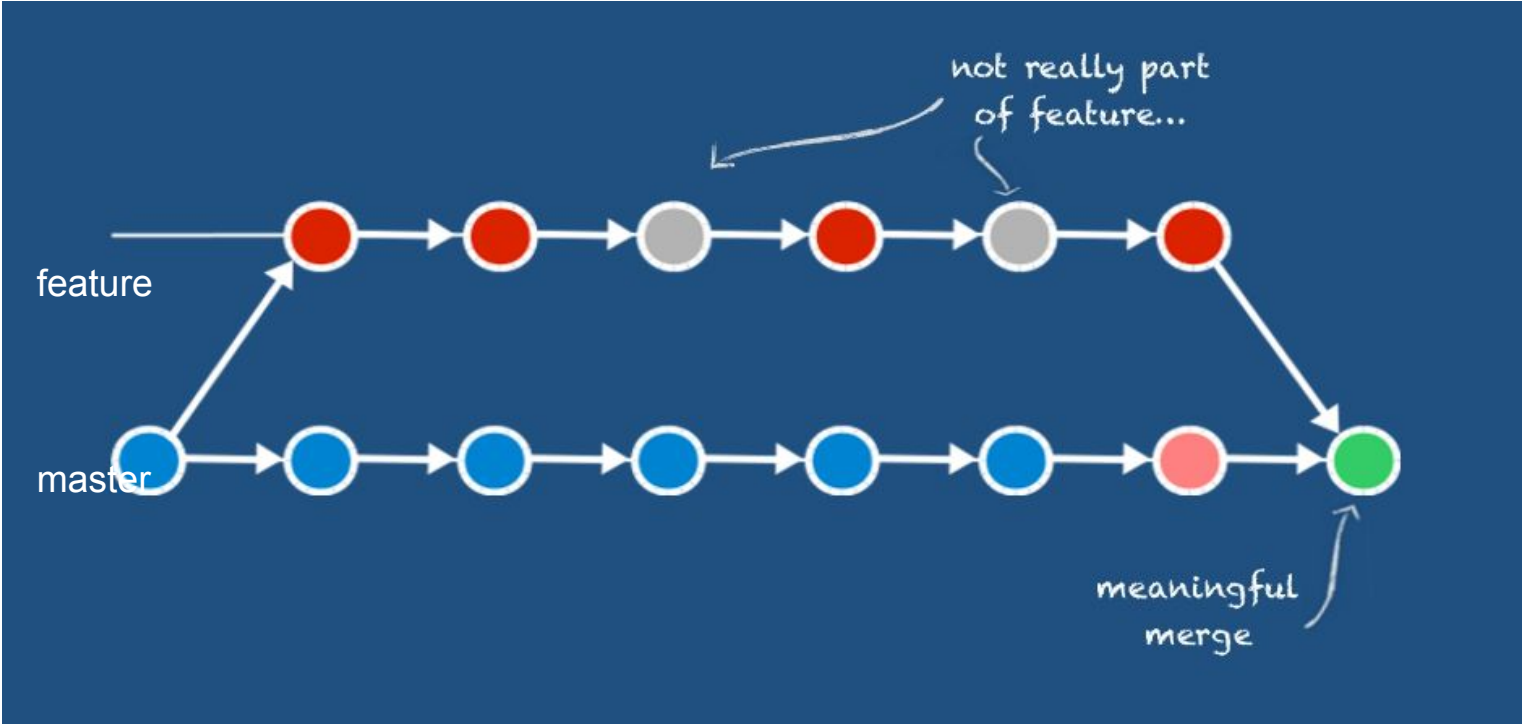 not really part
of feature...
feature
master
meaningful
merge